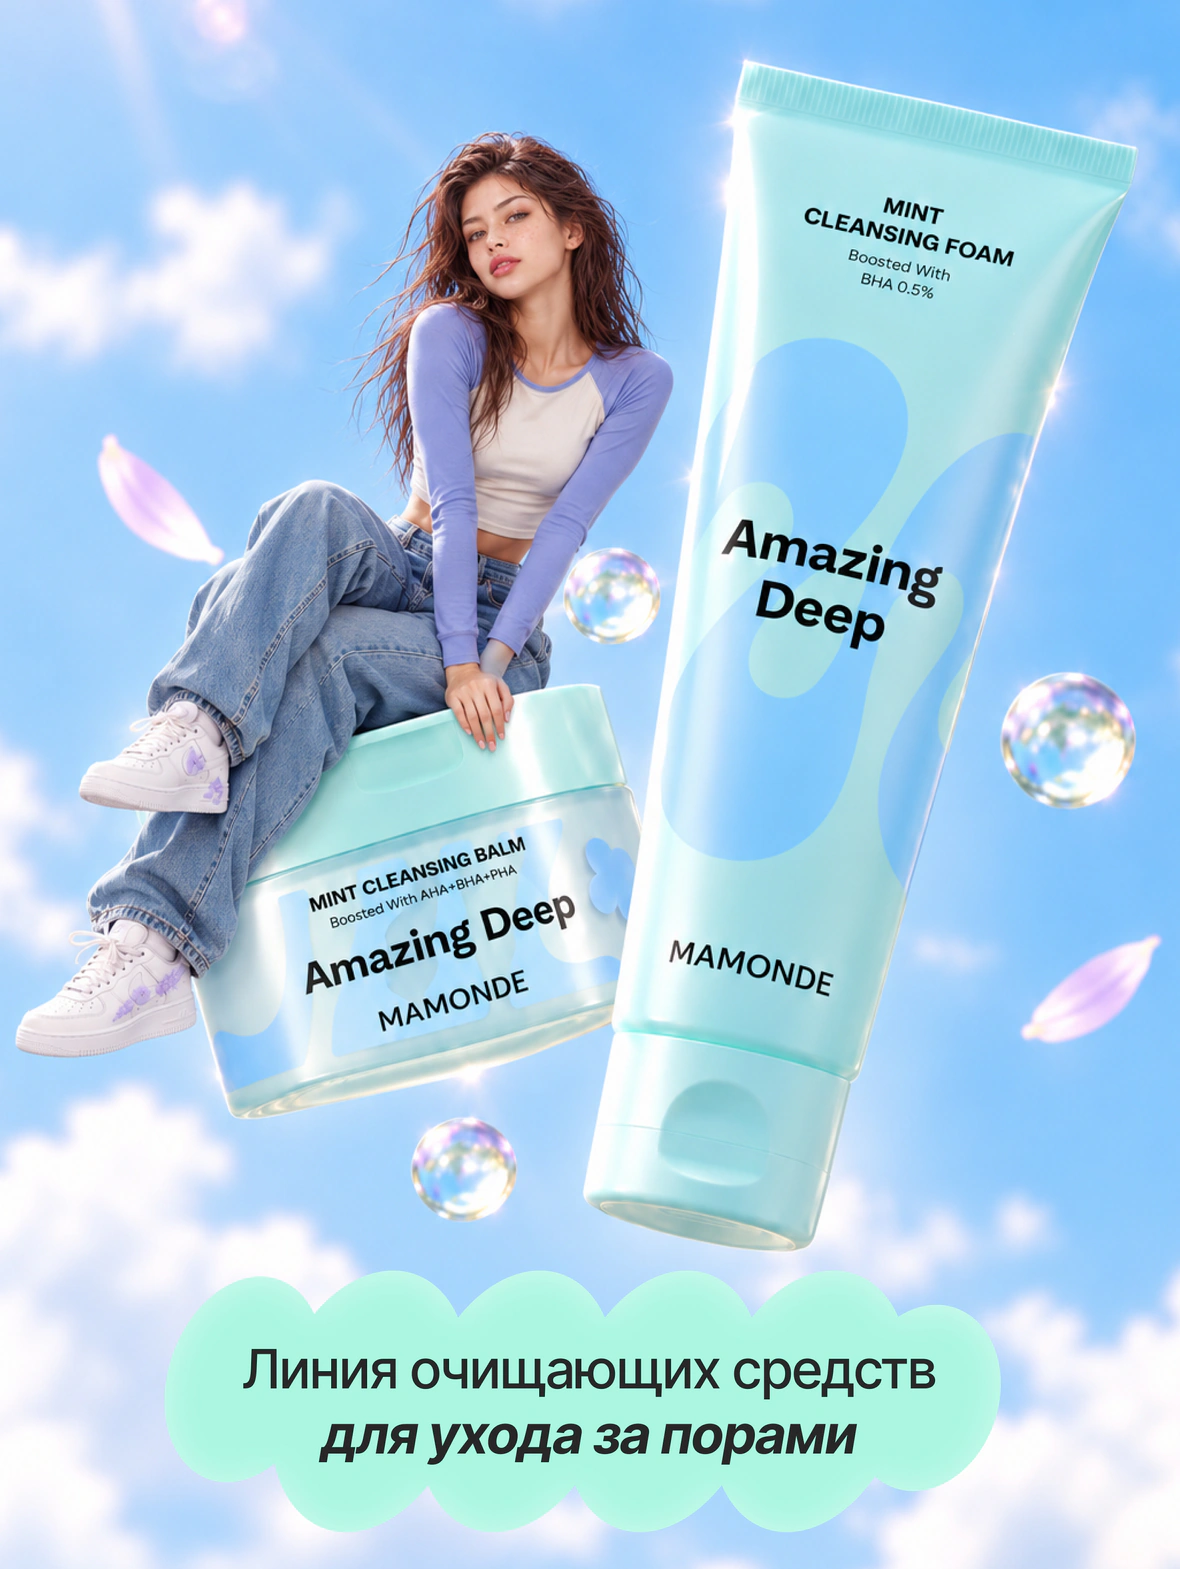 MINT
CLEANSING FOAM
Boosted With
BHA 0.5%
Amazing
Deep
MAMONDE
MINT CLEANSING BALM
Boosted With AHA+BHA+PHA
Amazing Deep
MAMONDE
Линия очищающих средств
для ухода за порами